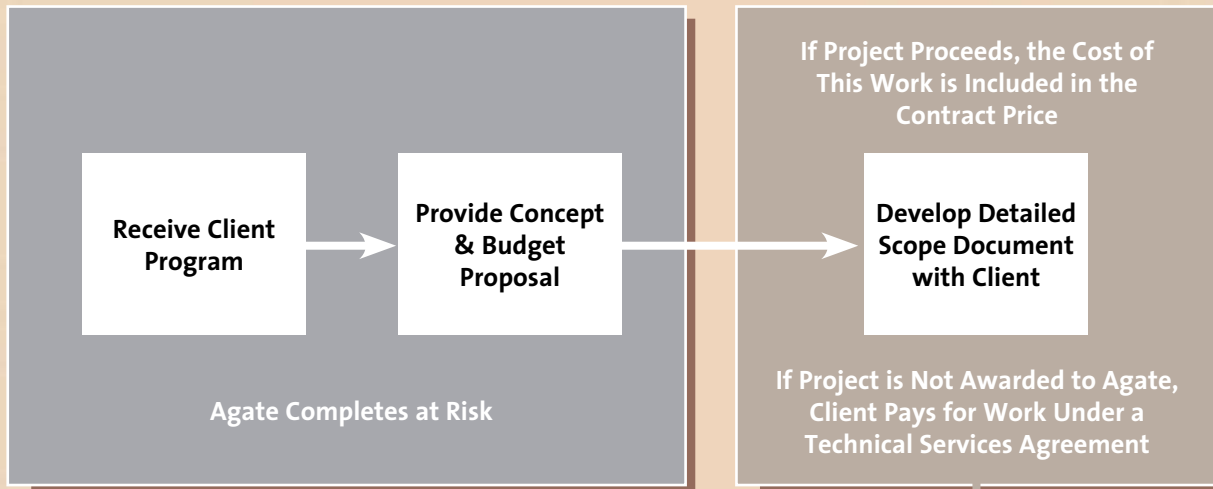 If Project Proceeds, the Cost of
This Work is Included in the
Contract Price
Receive Client
Program
Provide Concept
& Budget
Proposal
Develop Detailed
Scope Document
with Client
Agate Completes at Risk
If Project is Not Awarded to Agate,
Client Pays for Work Under a
Technical Services Agreement